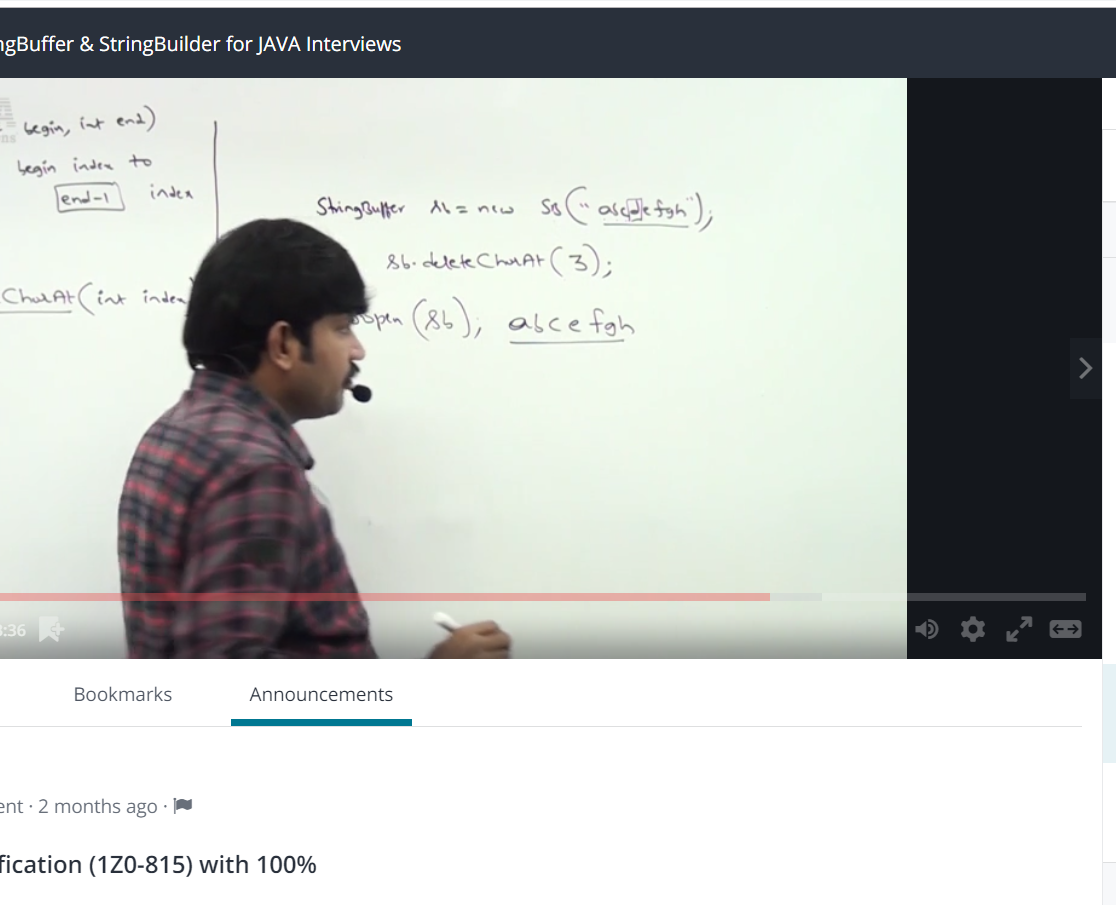 ngBuffer & StringBuilder for JAVA Interviews
begin, int end)
begin index to
end-1 index
CharAt(int index
StringBuffer sb = new SB("abcdefgh");
sb.deleteCharAt(3);
sopln(sb); abcefgh
:36
Bookmarks
Announcements
ent · 2 months ago ·
fication (1Z0-815) with 100%